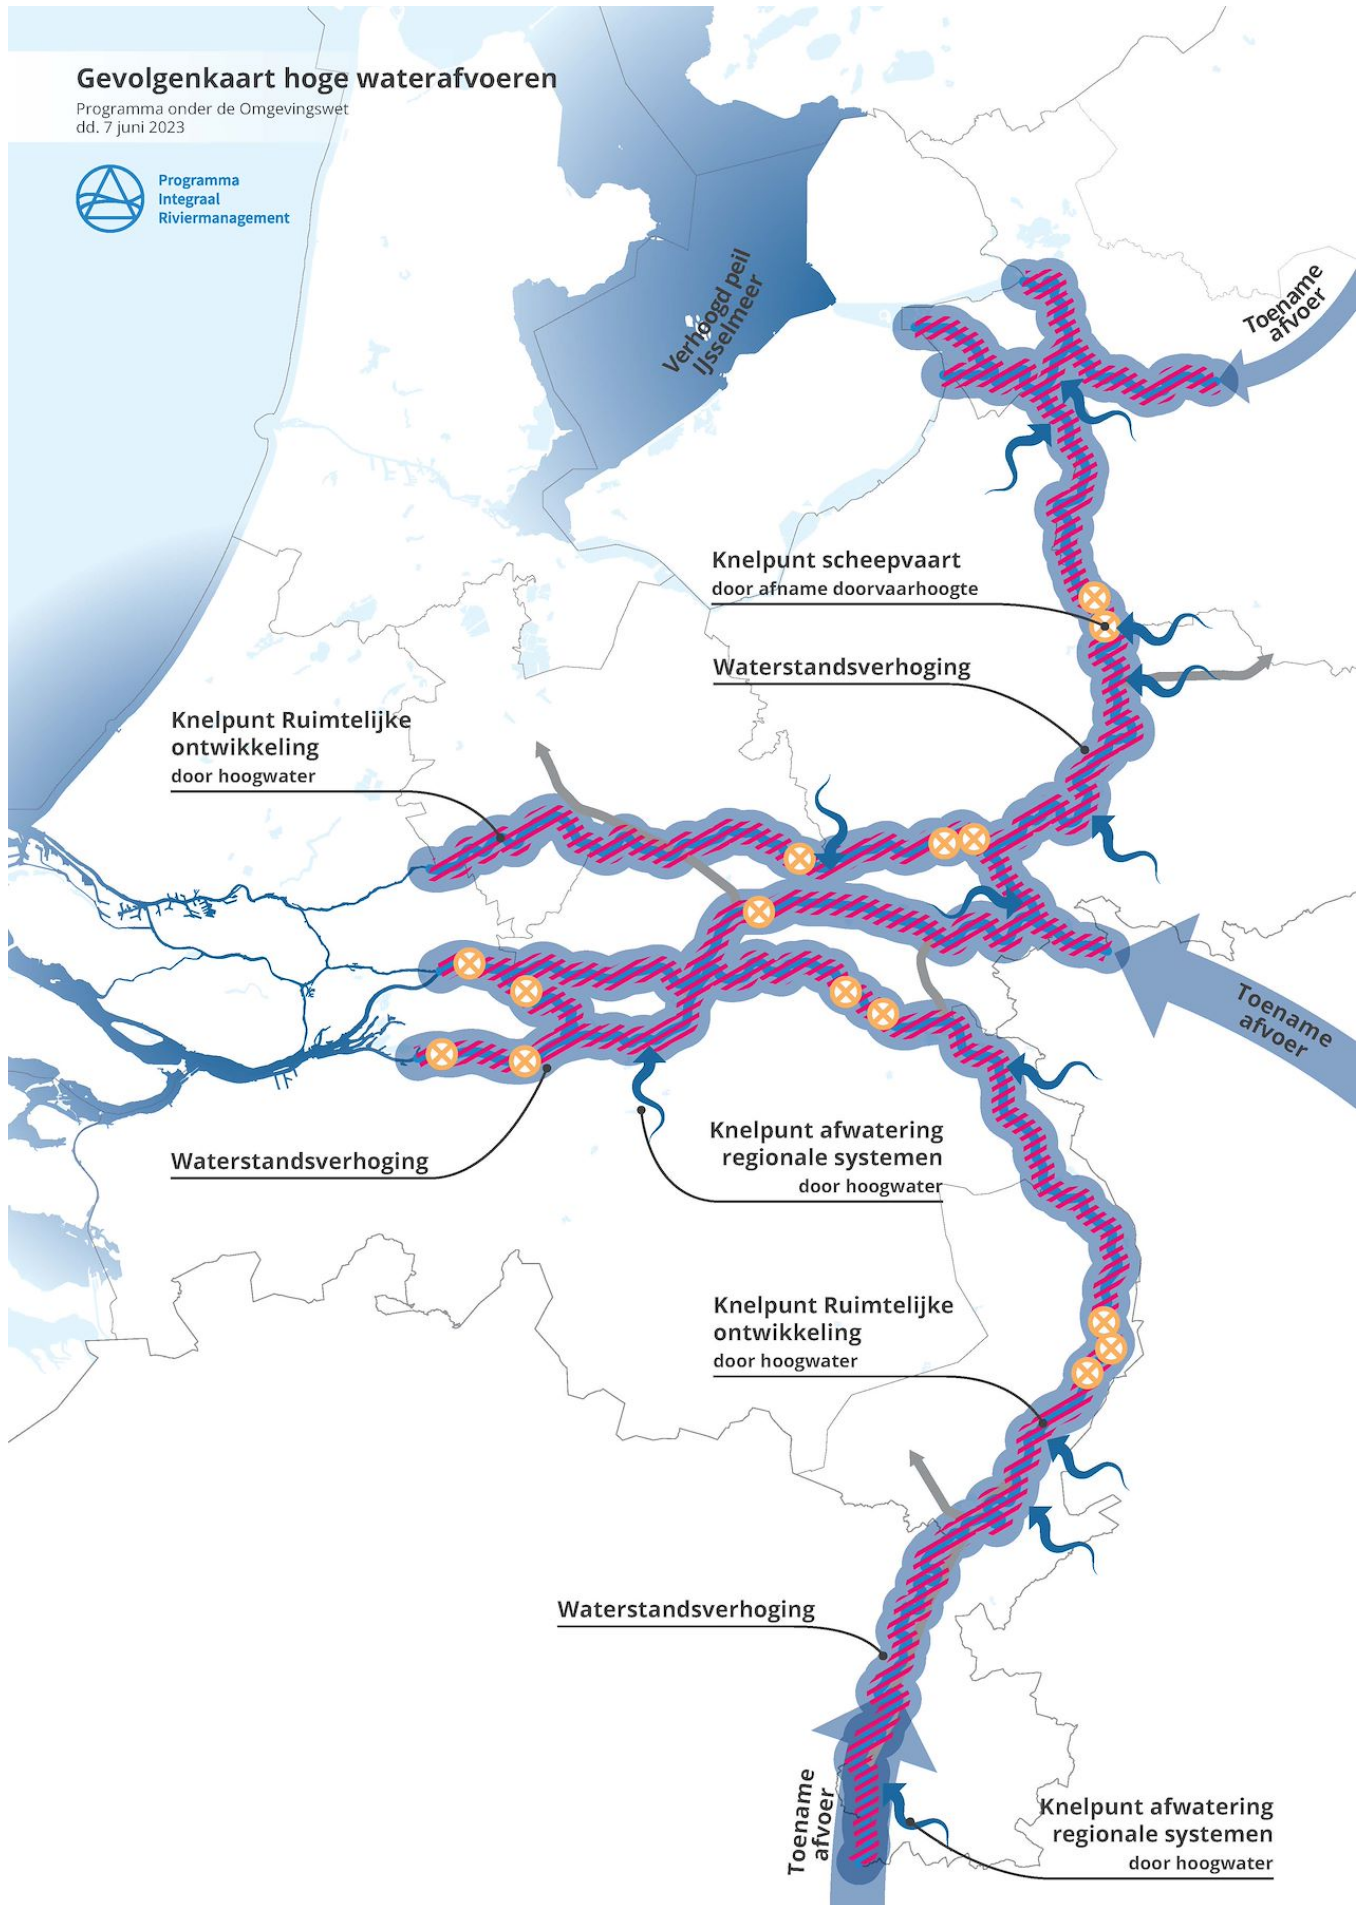 Gevolgenkaart hoge waterafvoeren
Programma onder de Omgevingswet
dd. 7 juni 2023
Programma
Integraal
Riviermanagement
Verhoogd peil
IJsselmeer
Toename
afvoer
Knelpunt scheepvaart
door afname doorvaarhoogte
Waterstandsverhoging
Knelpunt Ruimtelijke
ontwikkeling
door hoogwater
Toename
afvoer
Knelpunt afwatering
regionale systemen
door hoogwater
Waterstandsverhoging
Knelpunt Ruimtelijke
ontwikkeling
door hoogwater
Waterstandsverhoging
Toename
afvoer
Knelpunt afwatering
regionale systemen
door hoogwater